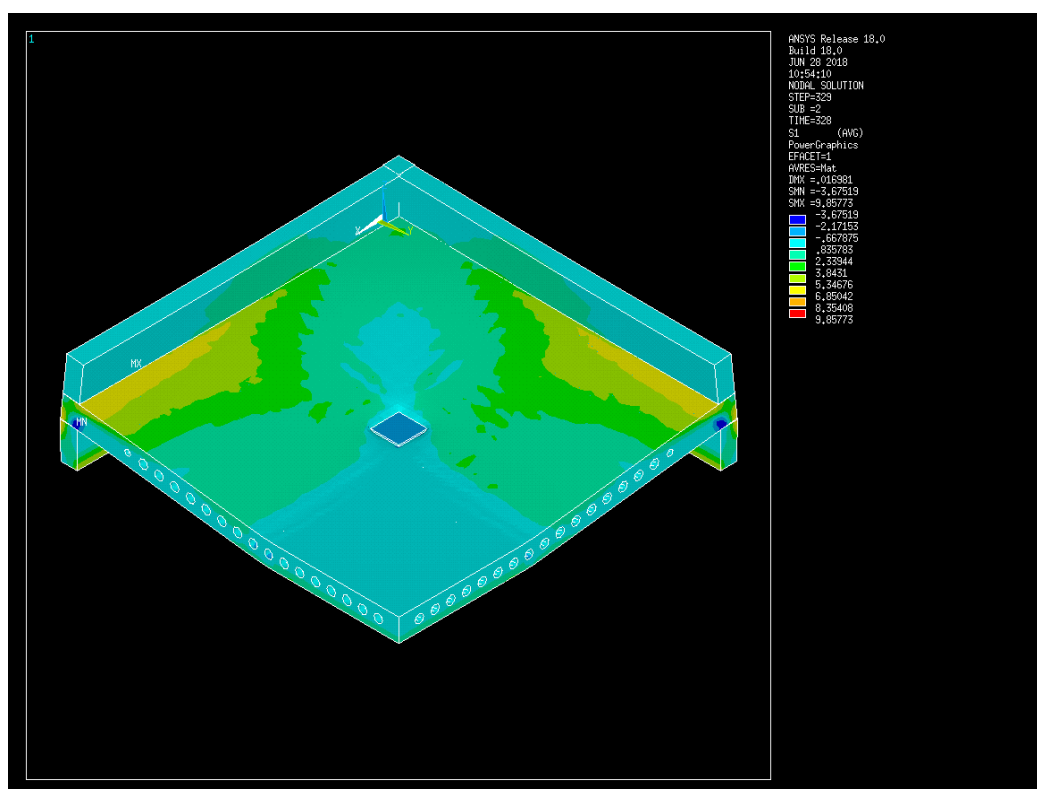 1
ANSYS Release 18.0
Build 18.0
JUN 28 2018
10:54:10
NODAL SOLUTION
STEP=329
SUB =2
TIME=328
S1 (AVG)
PowerGraphics
EFACET=1
AVRES=Mat
DMX =.016981
SMN =-3.67519
SMX =9.85773
-3.67519
-2.17153
-.667875
.835783
2.33944
3.8431
5.34676
6.85042
8.35408
9.85773
X
Y
MX
MN